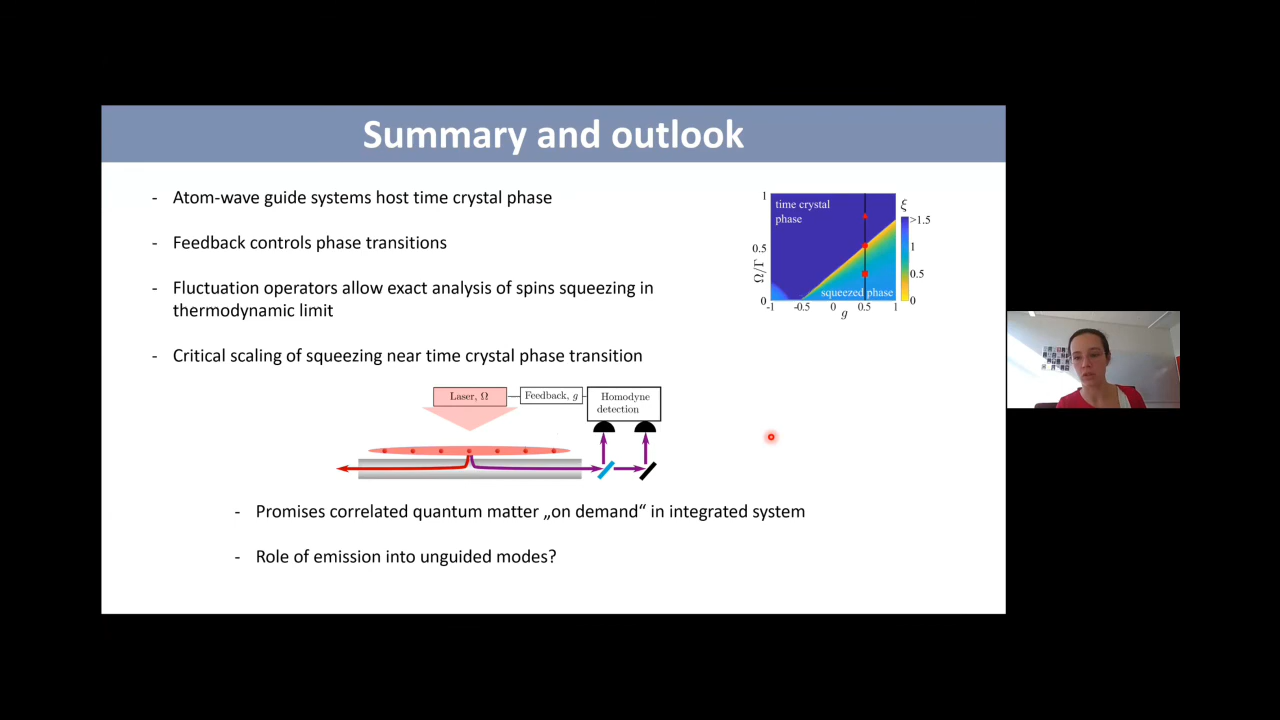 Summary and outlook
- Atom-wave guide systems host time crystal phase
- Feedback controls phase transitions
- Fluctuation operators allow exact analysis of spins squeezing in
thermodynamic limit
- Critical scaling of squeezing near time crystal phase transition
1
0.5
0
Ω/Γ
time crystal
phase
squeezed phase
-1 -0.5 0 0.5 1
g
ξ
>1.5
1
0.5
0
Laser, Ω
Feedback, g
Homodyne
detection
- Promises correlated quantum matter „on demand“ in integrated system
- Role of emission into unguided modes?